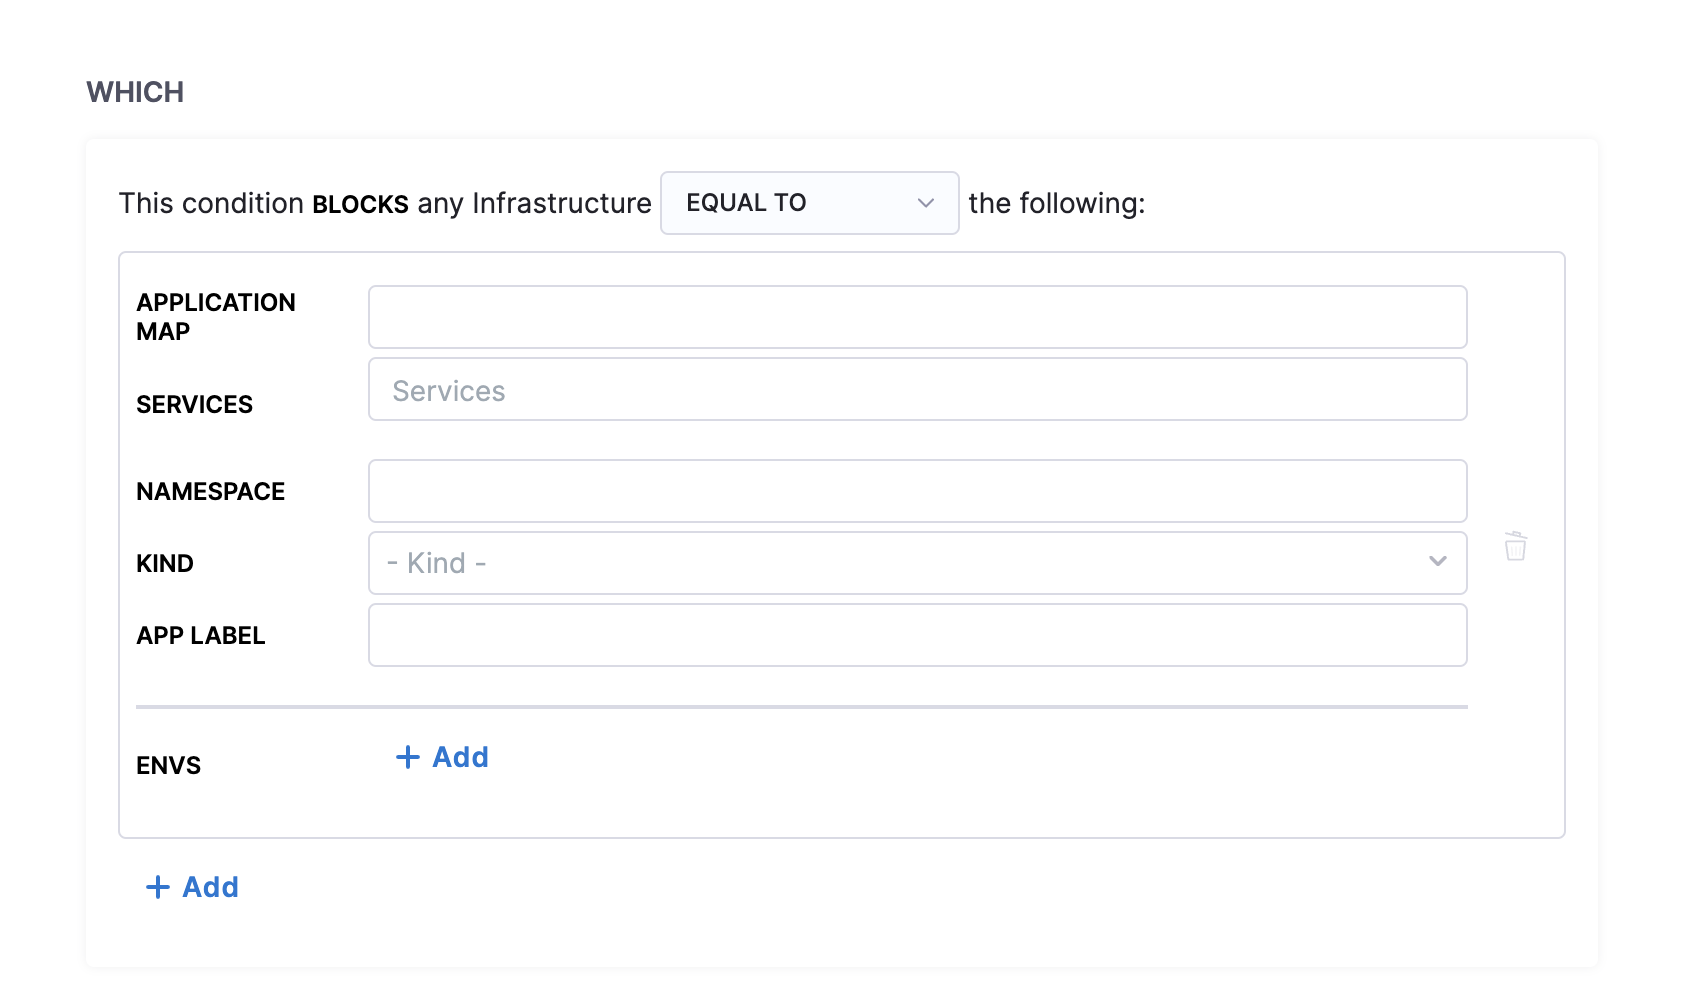 WHICH
This condition BLOCKS any Infrastructure EQUAL TO the following:
APPLICATION
MAP
SERVICES Services
NAMESPACE
KIND - Kind -
APP LABEL
ENVS + Add
+ Add